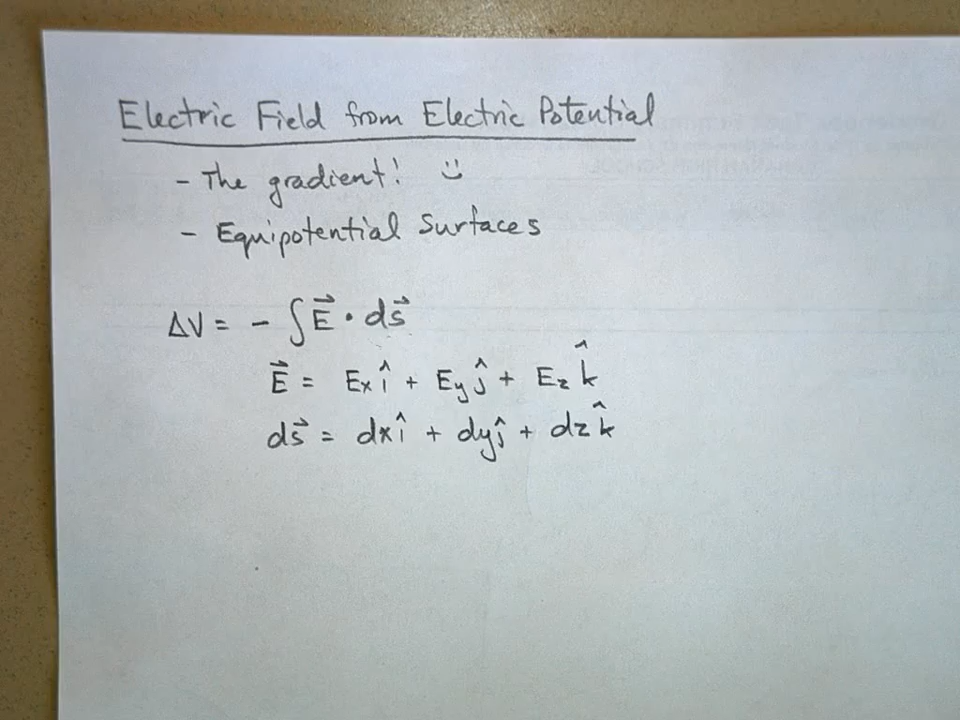 Electric Field from Electric Potential
- The gradient! :)
- Equipotential Surfaces
ΔV = - ∫ E⃗ • ds⃗
E⃗ = Ex î + Ey ĵ + Ez k̂
ds⃗ = dx î + dy ĵ + dz k̂